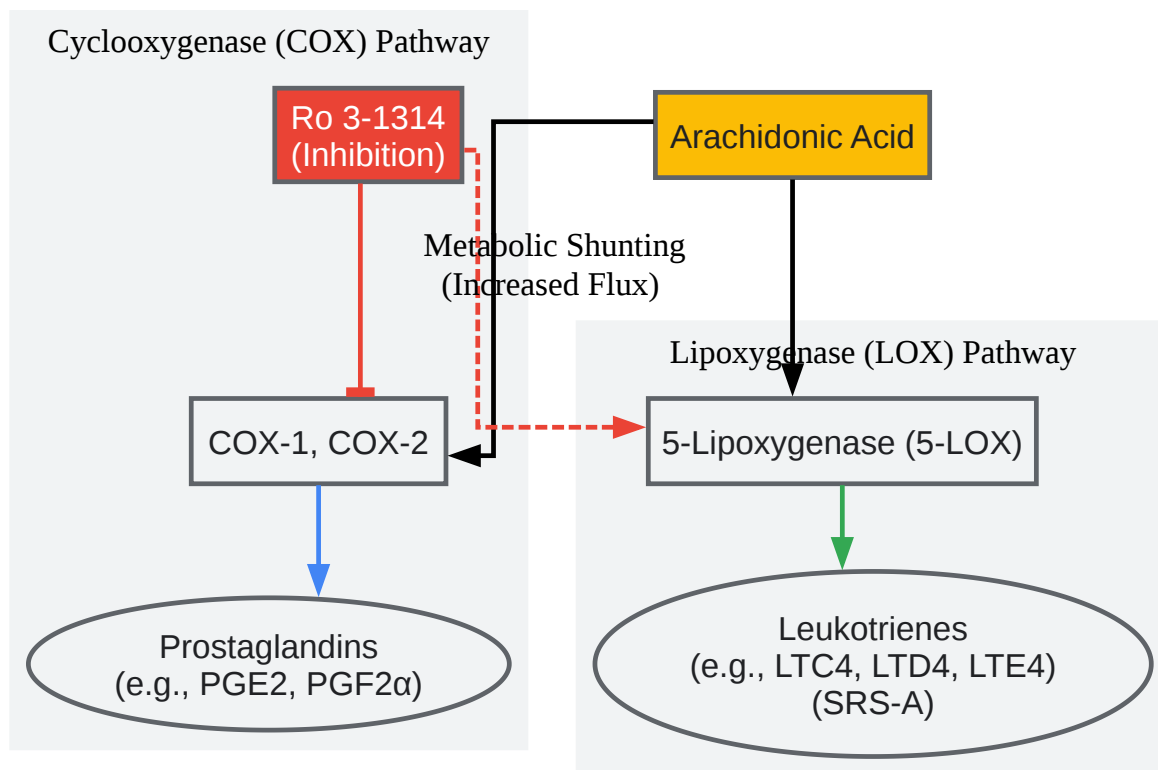 Cyclooxygenase (COX) Pathway
Ro 3-1314
(Inhibition)
Arachidonic Acid
Metabolic Shunting
(Increased Flux)
Lipoxygenase (LOX) Pathway
COX-1, COX-2
5-Lipoxygenase (5-LOX)
Prostaglandins
(e.g., PGE2, PGF2α)
Leukotrienes
(e.g., LTC4, LTD4, LTE4)
(SRS-A)